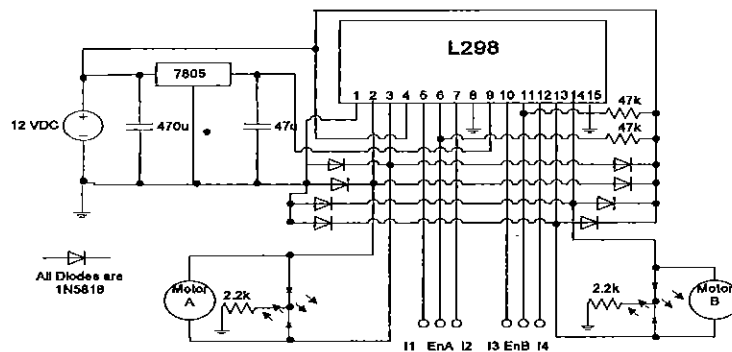 L298
7805
1 2 3 4 5 6 7 8 9 10 11 12 13 14 15
47k
47k
12 VDC
470u
47u
All Diodes are
1N5818
Motor
A
2.2k
2.2k
Motor
B
I1 EnA I2 I3 EnB I4